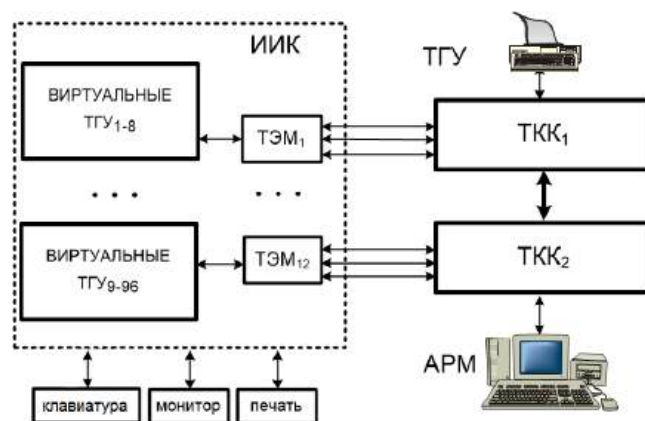 ИИК
ТГУ
ВИРТУАЛЬНЫЕ
ТГУ1-8
ТЭМ1
ТКК1
. . .
. . .
ВИРТУАЛЬНЫЕ
ТГУ9-96
ТЭМ12
ТКК2
АРМ
клавиатура
монитор
печать